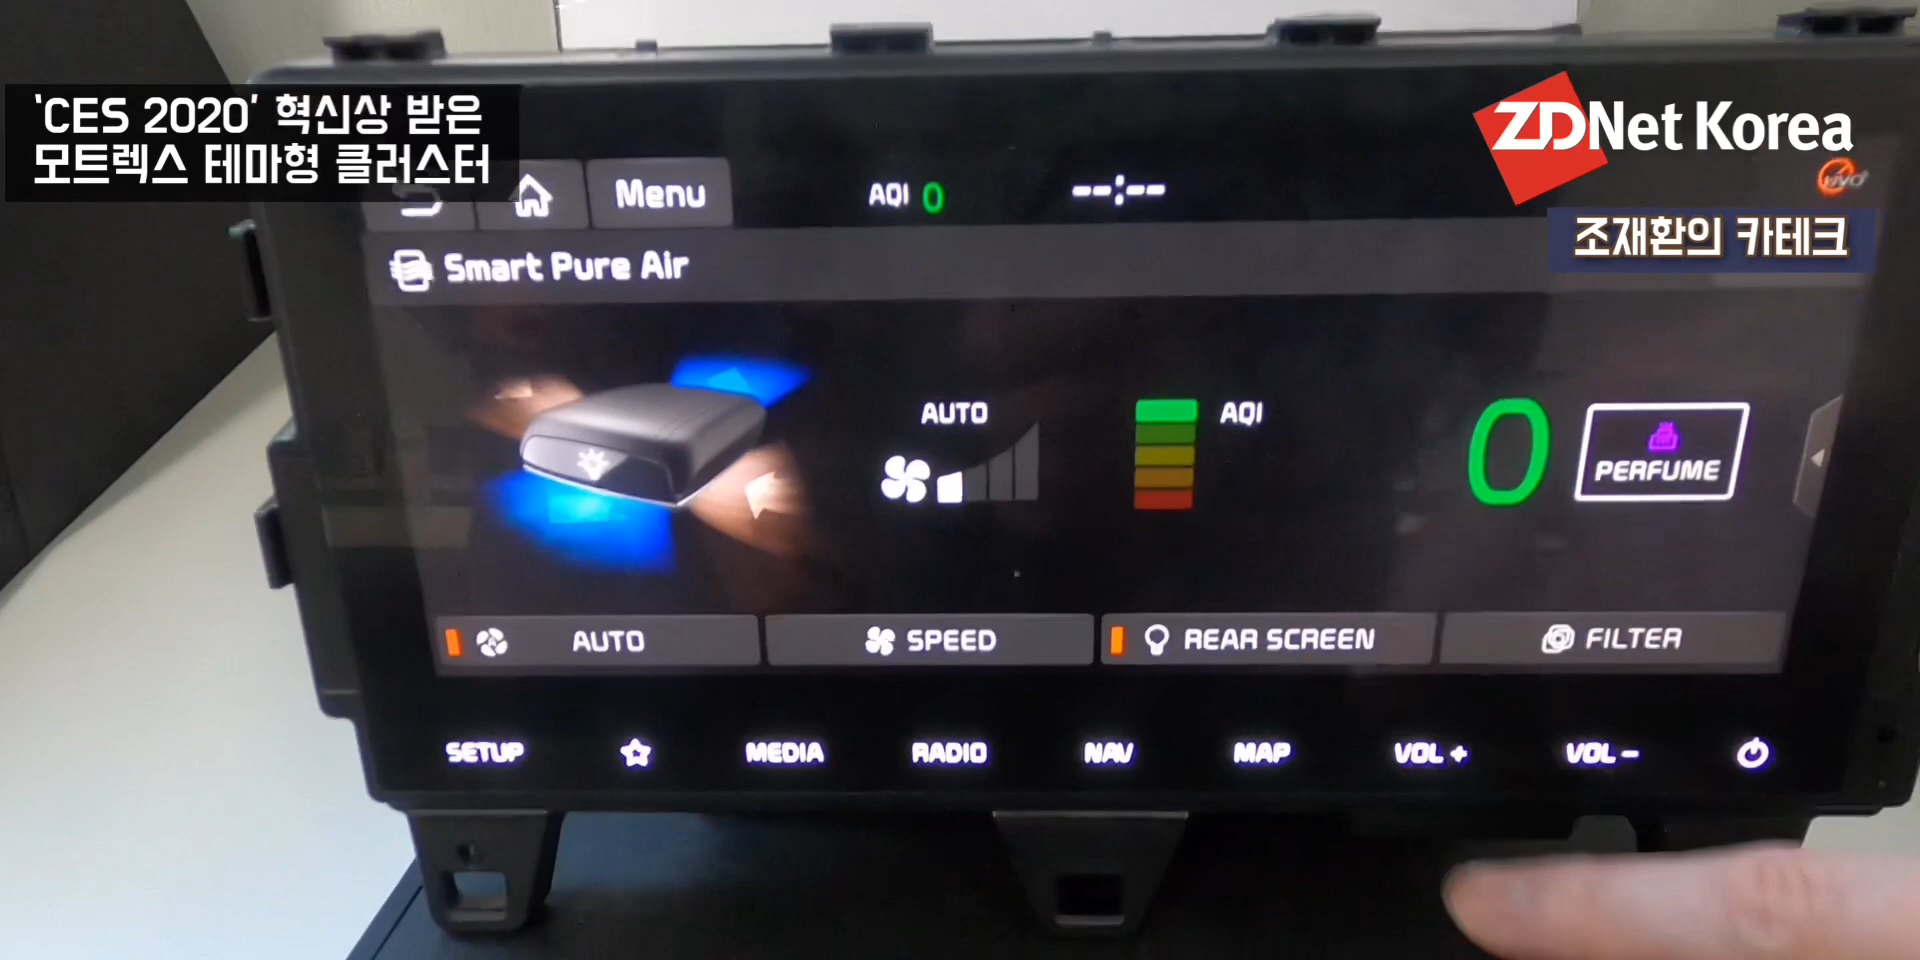 ‘CES 2020’ 혁신상 받은
모트렉스 테마형 클러스터
ZDNet Korea
조재환의 카테크
Menu
AQI 0
--:--
UVO
Smart Pure Air
AUTO
AQI
0
PERFUME
AUTO
SPEED
REAR SCREEN
FILTER
SETUP
MEDIA
RADIO
NAV
MAP
VOL +
VOL -